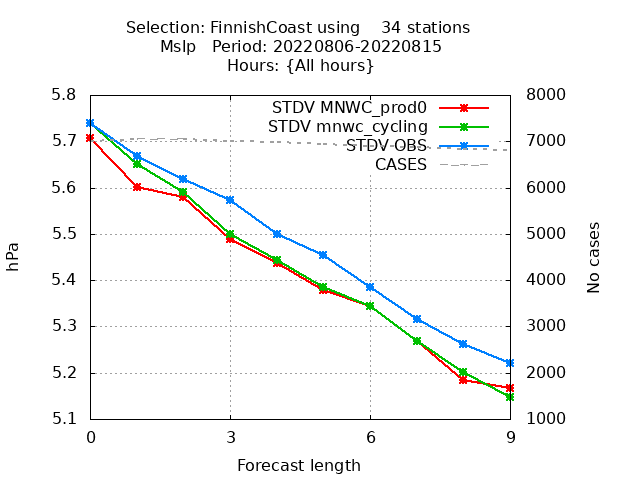 Selection: FinnishCoast using    34 stations
Mslp   Period: 20220806-20220815
Hours: {All hours}
STDV MNWC_prod0
STDV mnwc_cycling
STDV OBS
CASES
5.8
5.7
5.6
5.5
5.4
5.3
5.2
5.1
8000
7000
6000
5000
4000
3000
2000
1000
hPa
No cases
0
3
6
9
Forecast length